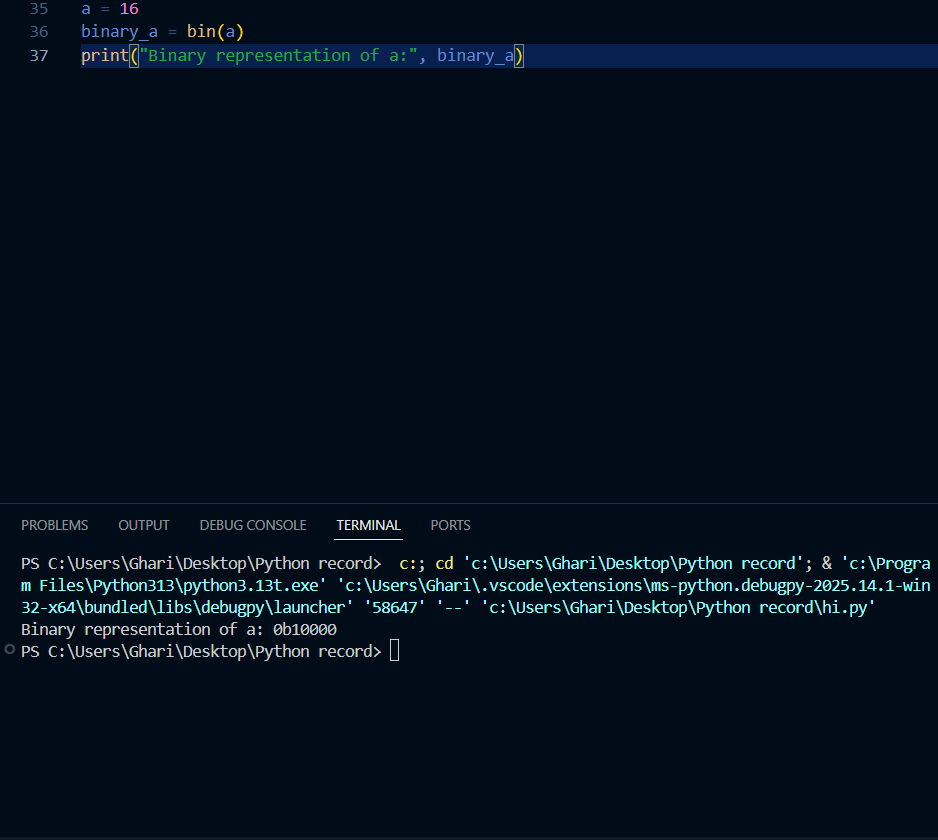 35 a = 16
36 binary_a = bin(a)
37 print("Binary representation of a:", binary_a)
PROBLEMS OUTPUT DEBUG CONSOLE TERMINAL PORTS
PS C:\Users\Ghari\Desktop\Python record>  c:; cd 'c:\Users\Ghari\Desktop\Python record'; & 'c:\Progra
m Files\Python313\python3.13t.exe' 'c:\Users\Ghari\.vscode\extensions\ms-python.debugpy-2025.14.1-win
32-x64\bundled\libs\debugpy\launcher' '58647' '--' 'c:\Users\Ghari\Desktop\Python record\hi.py'
Binary representation of a: 0b10000
PS C:\Users\Ghari\Desktop\Python record>